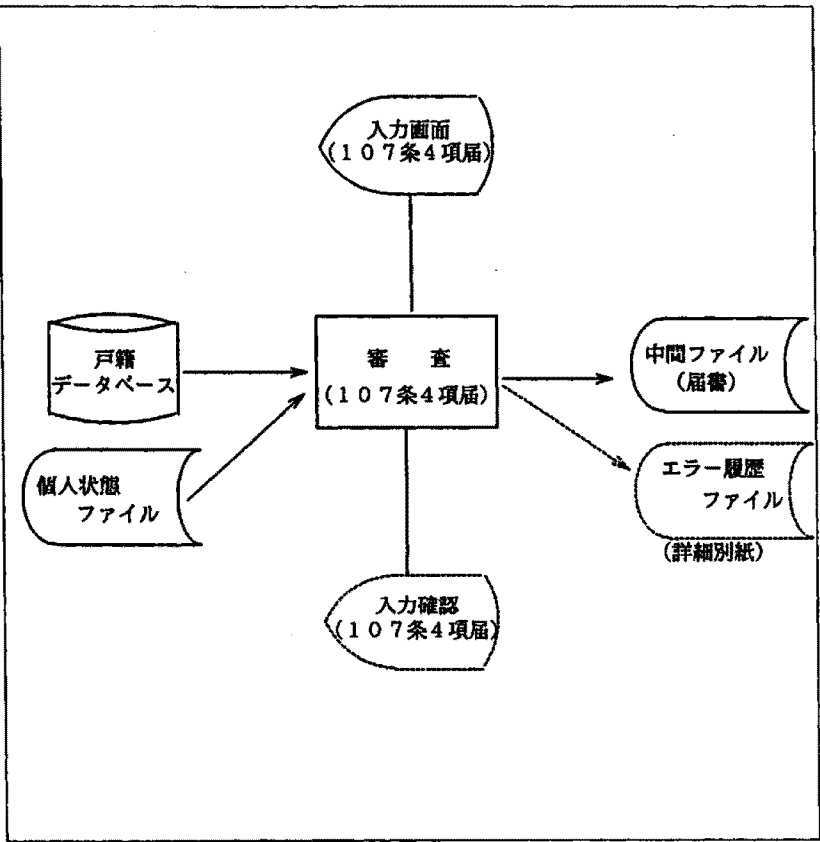 入力画面
(107条4項届)
戸籍
データベース
審　査
(107条4項届)
中間ファイル
(届書)
個人状態
ファイル
エラー履歴
ファイル
(詳細別紙)
入力確認
(107条4項届)